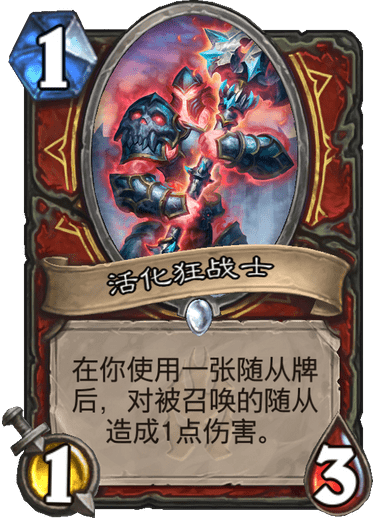 1
活化狂战士
在你使用一张随从牌
后，对被召唤的随从
造成1点伤害。
1
3